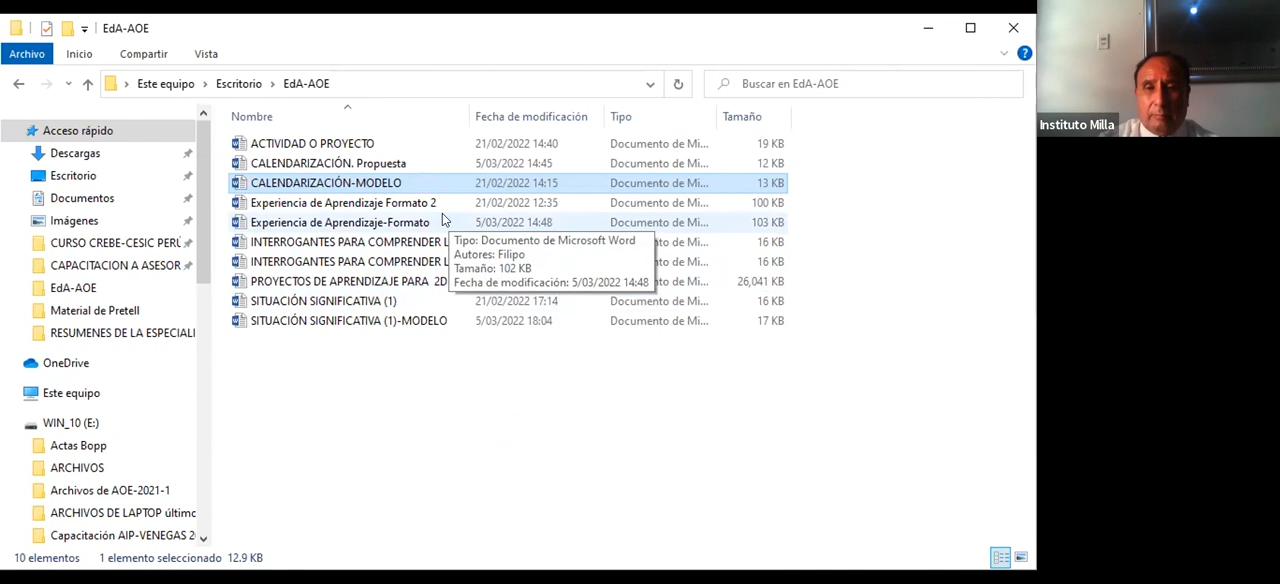 EdA-AOE
Archivo Inicio Compartir Vista
Este equipo > Escritorio > EdA-AOE
Buscar en EdA-AOE
Instituto Milla
Nombre Fecha de modificación Tipo Tamaño
Acceso rápido
Descargas
Escritorio
Documentos
Imágenes
CURSO CREBE-CESIC PERÚ
CAPACITACION A ASESOR
EdA-AOE
Material de Pretell
RESUMENES DE LA ESPECIALI
OneDrive
Este equipo
WIN_10 (E:)
Actas Bopp
ARCHIVOS
Archivos de AOE-2021-1
ARCHIVOS DE LAPTOP último
Capacitación AIP-VENEGAS 2
ACTIVIDAD O PROYECTO 21/02/2022 14:40 Documento de Mi... 19 KB
CALENDARIZACIÓN. Propuesta 5/03/2022 14:45 Documento de Mi... 12 KB
CALENDARIZACIÓN-MODELO 21/02/2022 14:15 Documento de Mi... 13 KB
Experiencia de Aprendizaje Formato 2 21/02/2022 12:35 Documento de Mi... 100 KB
Experiencia de Aprendizaje-Formato 5/03/2022 14:48 Documento de Mi... 103 KB
INTERROGANTES PARA COMPRENDER L to de Mi... 16 KB
INTERROGANTES PARA COMPRENDER L to de Mi... 16 KB
PROYECTOS DE APRENDIZAJE PARA 2D to de Mi... 26,041 KB
SITUACIÓN SIGNIFICATIVA (1) 21/02/2022 17:14 Documento de Mi... 16 KB
SITUACIÓN SIGNIFICATIVA (1)-MODELO 5/03/2022 18:04 Documento de Mi... 17 KB
Tipo: Documento de Microsoft Word
Autores: Filipo
Tamaño: 102 KB
Fecha de modificación: 5/03/2022 14:48
10 elementos 1 elemento seleccionado 12.9 KB